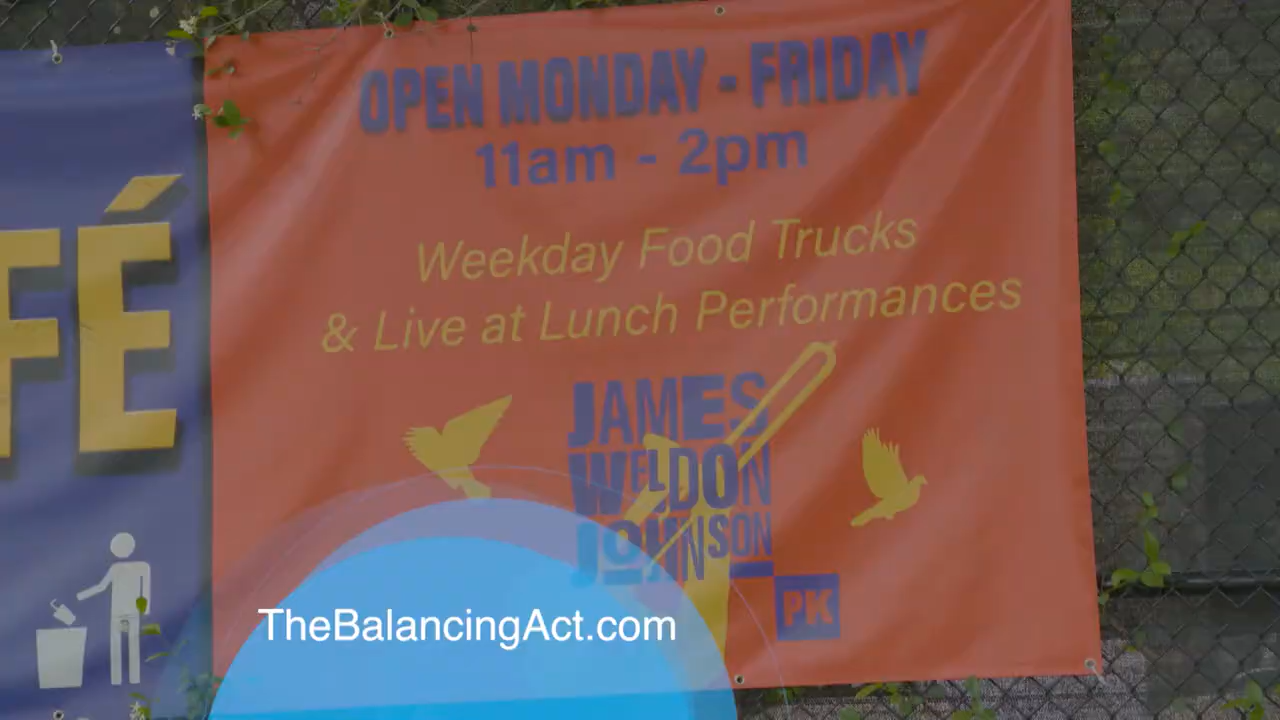 OPEN MONDAY - FRIDAY
11am - 2pm
Weekday Food Trucks
& Live at Lunch Performances
FÉ
JAMES
WELDON
JOHNSON
PK
TheBalancingAct.com